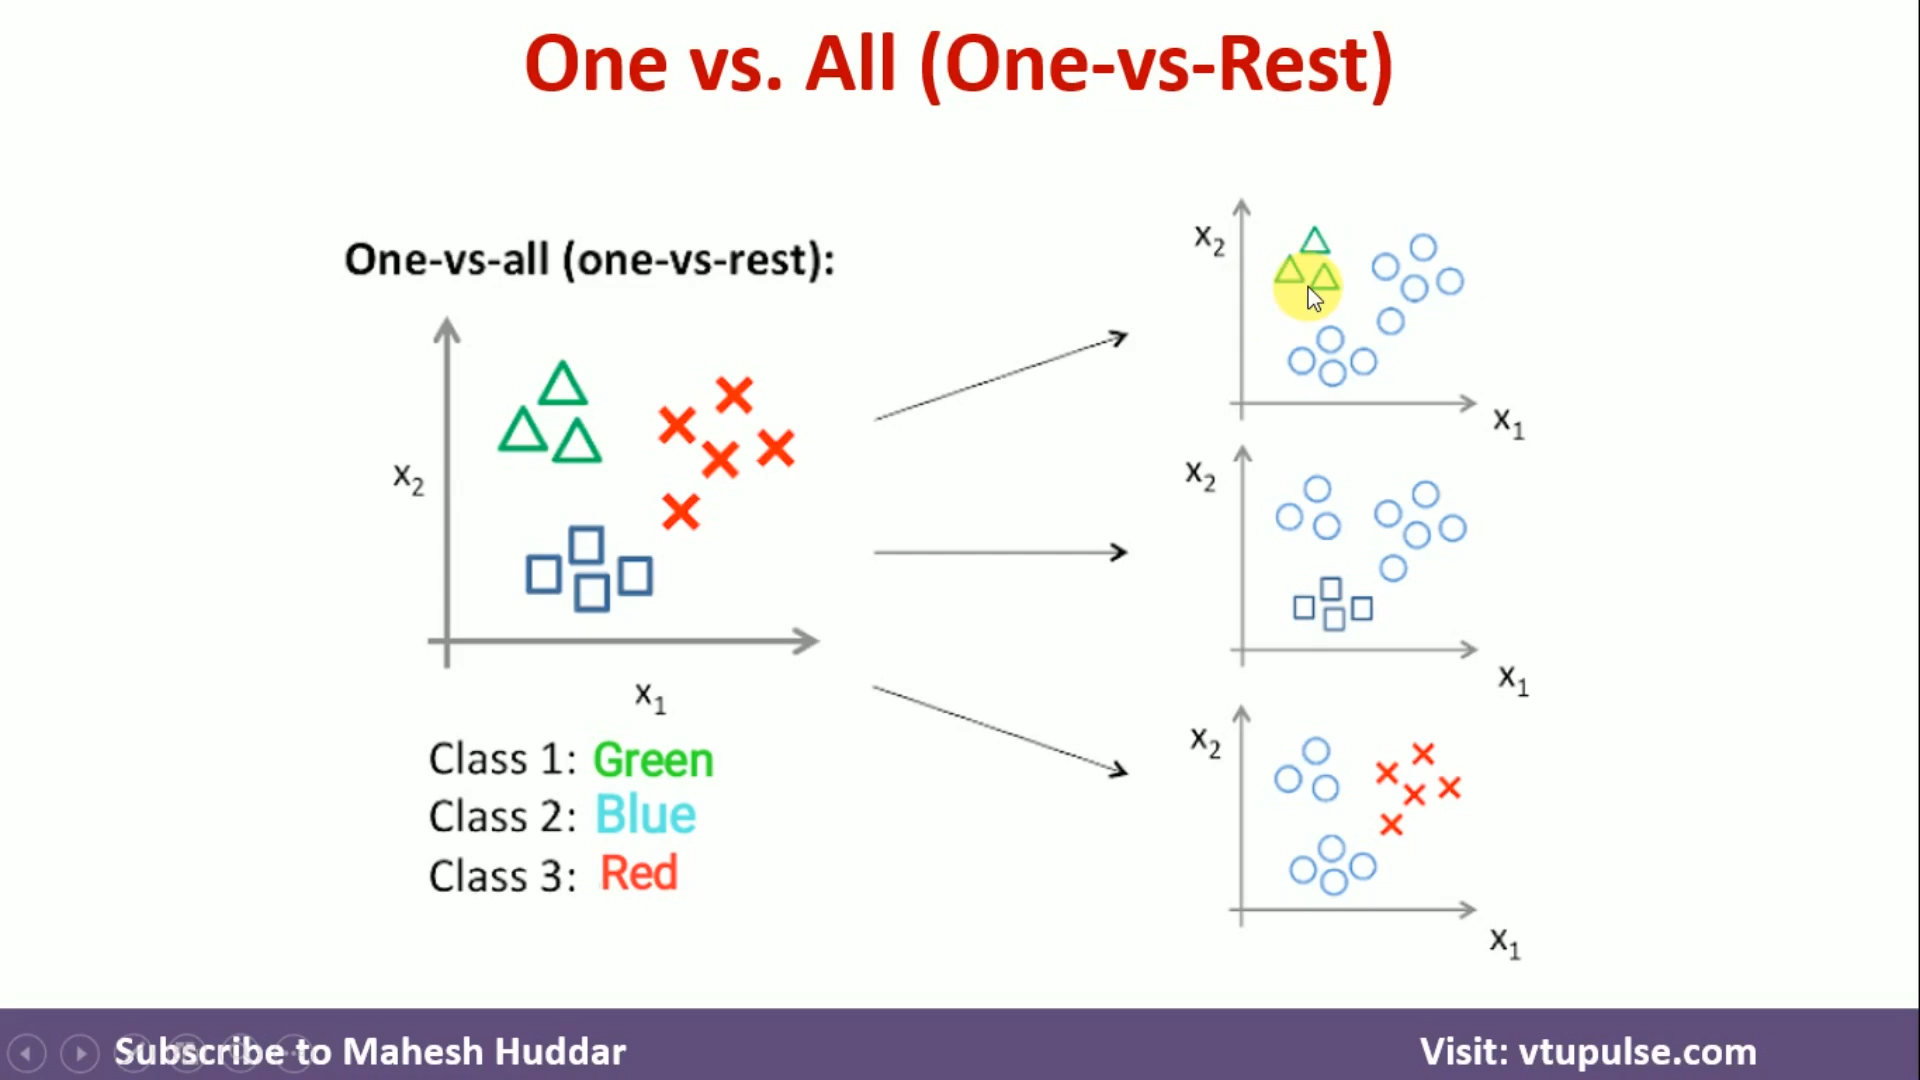 One vs. All (One-vs-Rest)
One-vs-all (one-vs-rest):
x₂
x₁
Class 1: Green
Class 2: Blue
Class 3: Red
x₂
x₁
x₂
x₁
x₂
x₁
Subscribe to Mahesh Huddar
Visit: vtupulse.com